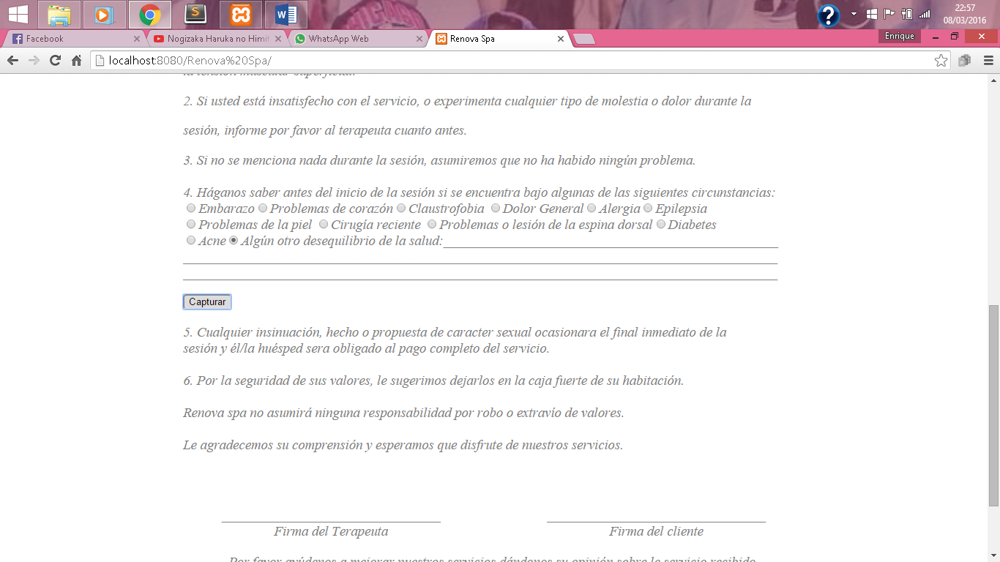 22:57
08/03/2016
Facebook
Nogizaka Haruka no Himit
WhatsApp Web
Renova Spa
Enrique
localhost:8080/Renova%20Spa/
la tensión muscular superficial.
2. Si usted está insatisfecho con el servicio, o experimenta cualquier tipo de molestia o dolor durante la
sesión, informe por favor al terapeuta cuanto antes.
3. Si no se menciona nada durante la sesión, asumiremos que no ha habido ningún problema.
4. Háganos saber antes del inicio de la sesión si se encuentra bajo algunas de las siguientes circunstancias:
Embarazo Problemas de corazón Claustrofobia Dolor General Alergia Epilepsia
Problemas de la piel Cirugía reciente Problemas o lesión de la espina dorsal Diabetes
Acne Algún otro desequilibrio de la salud:
Capturar
5. Cualquier insinuación, hecho o propuesta de caracter sexual ocasionara el final inmediato de la
sesión y él/la huésped sera obligado al pago completo del servicio.
6. Por la seguridad de sus valores, le sugerimos dejarlos en la caja fuerte de su habitación.
Renova spa no asumirá ninguna responsabilidad por robo o extravío de valores.
Le agradecemos su comprensión y esperamos que disfrute de nuestros servicios.
Firma del Terapeuta Firma del cliente
Por favor ayúdenos a mejorar nuestros servicios dándonos su opinión sobre le servicio recibido